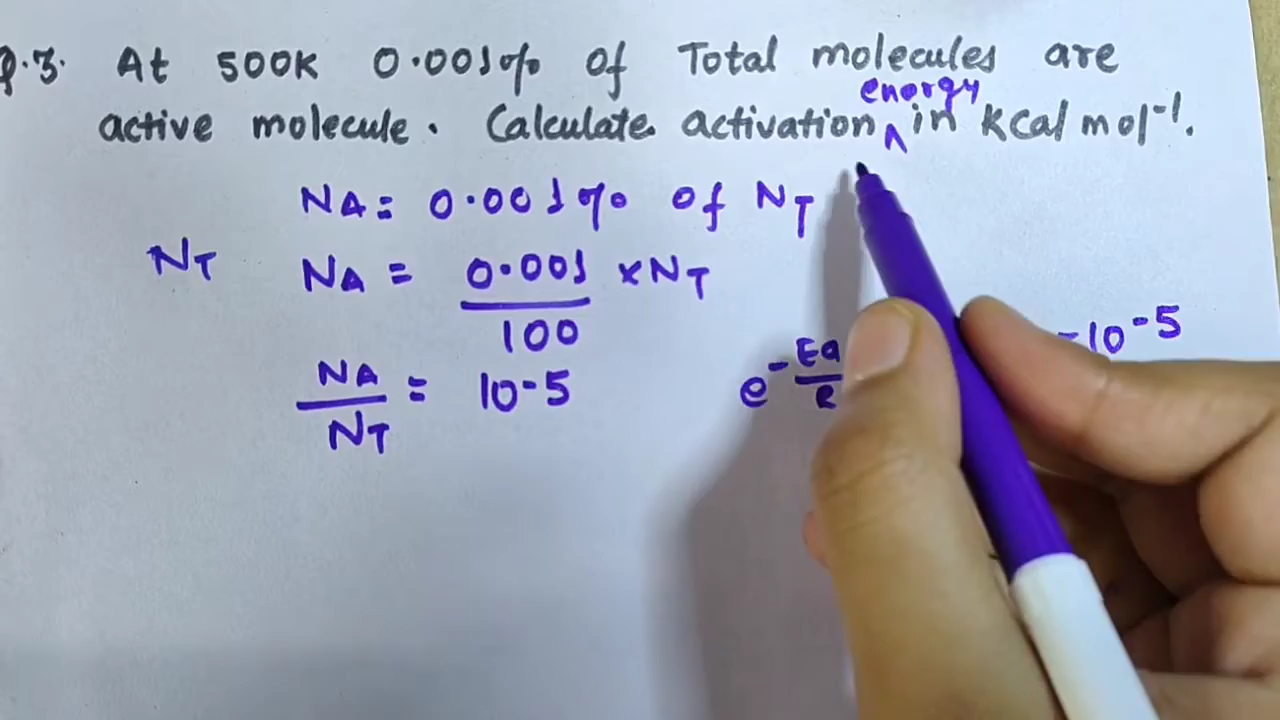 Q.3. At 500K 0.001% of Total molecules are
energy
active molecule. Calculate activation ^ in Kcal mol-1.
NA = 0.001% of NT
NT NA = 0.001 × NT
100
NA = 10-5
NT
e-Ea
R
10-5